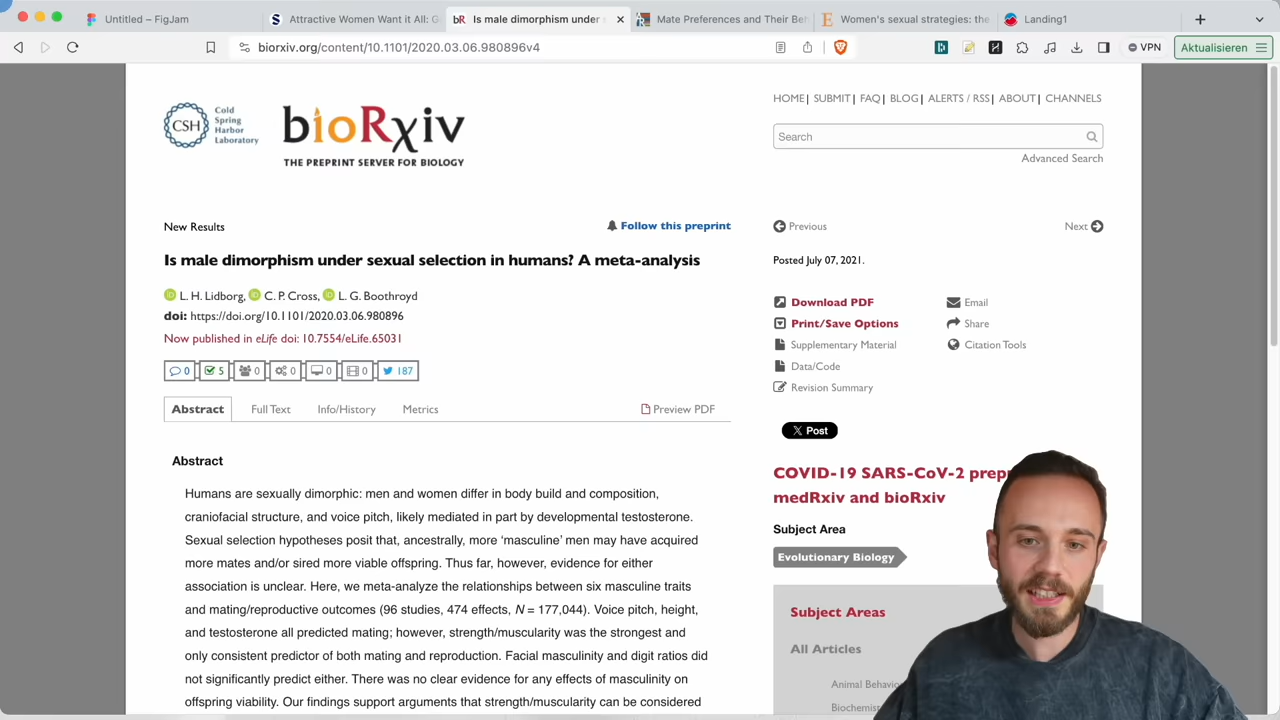 Untitled – FigJam
Attractive Women Want it All: G
Is male dimorphism under
Mate Preferences and Their Beh
Women's sexual strategies: the
Landing1
biorxiv.org/content/10.1101/2020.03.06.980896v4
VPN
Aktualisieren
CSH
Cold
Spring
Harbor
Laboratory
bioRxiv
THE PREPRINT SERVER FOR BIOLOGY
HOME | SUBMIT | FAQ | BLOG | ALERTS / RSS | ABOUT | CHANNELS
Search
Advanced Search
New Results
Follow this preprint
Previous
Next
Is male dimorphism under sexual selection in humans? A meta-analysis
Posted July 07, 2021.
L. H. Lidborg, C. P. Cross, L. G. Boothroyd
doi: https://doi.org/10.1101/2020.03.06.980896
Now published in eLife doi: 10.7554/eLife.65031
0 5 0 0 0 0 187
Download PDF
Email
Print/Save Options
Share
Supplementary Material
Citation Tools
Data/Code
Revision Summary
Abstract Full Text Info/History Metrics Preview PDF
X Post
Abstract
Humans are sexually dimorphic: men and women differ in body build and composition,
craniofacial structure, and voice pitch, likely mediated in part by developmental testosterone.
Sexual selection hypotheses posit that, ancestrally, more ‘masculine’ men may have acquired
more mates and/or sired more viable offspring. Thus far, however, evidence for either
association is unclear. Here, we meta-analyze the relationships between six masculine traits
and mating/reproductive outcomes (96 studies, 474 effects, N = 177,044). Voice pitch, height,
and testosterone all predicted mating; however, strength/muscularity was the strongest and
only consistent predictor of both mating and reproduction. Facial masculinity and digit ratios did
not significantly predict either. There was no clear evidence for any effects of masculinity on
offspring viability. Our findings support arguments that strength/muscularity can be considered
COVID-19 SARS-CoV-2 prep
medRxiv and bioRxiv
Subject Area
Evolutionary Biology
Subject Areas
All Articles
Animal Behavio
Biochemist